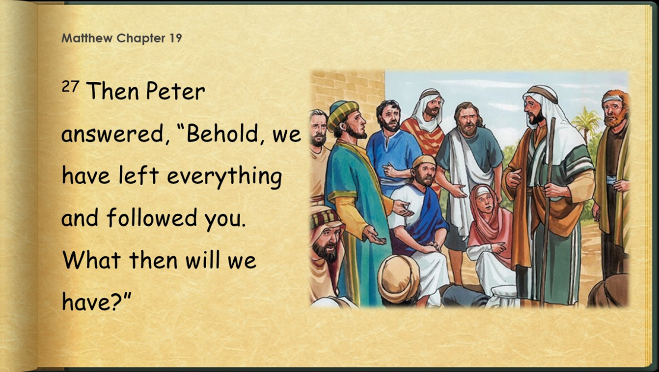 Matthew Chapter 19
27 Then Peter
answered, “Behold, we
have left everything
and followed you.
What then will we
have?”